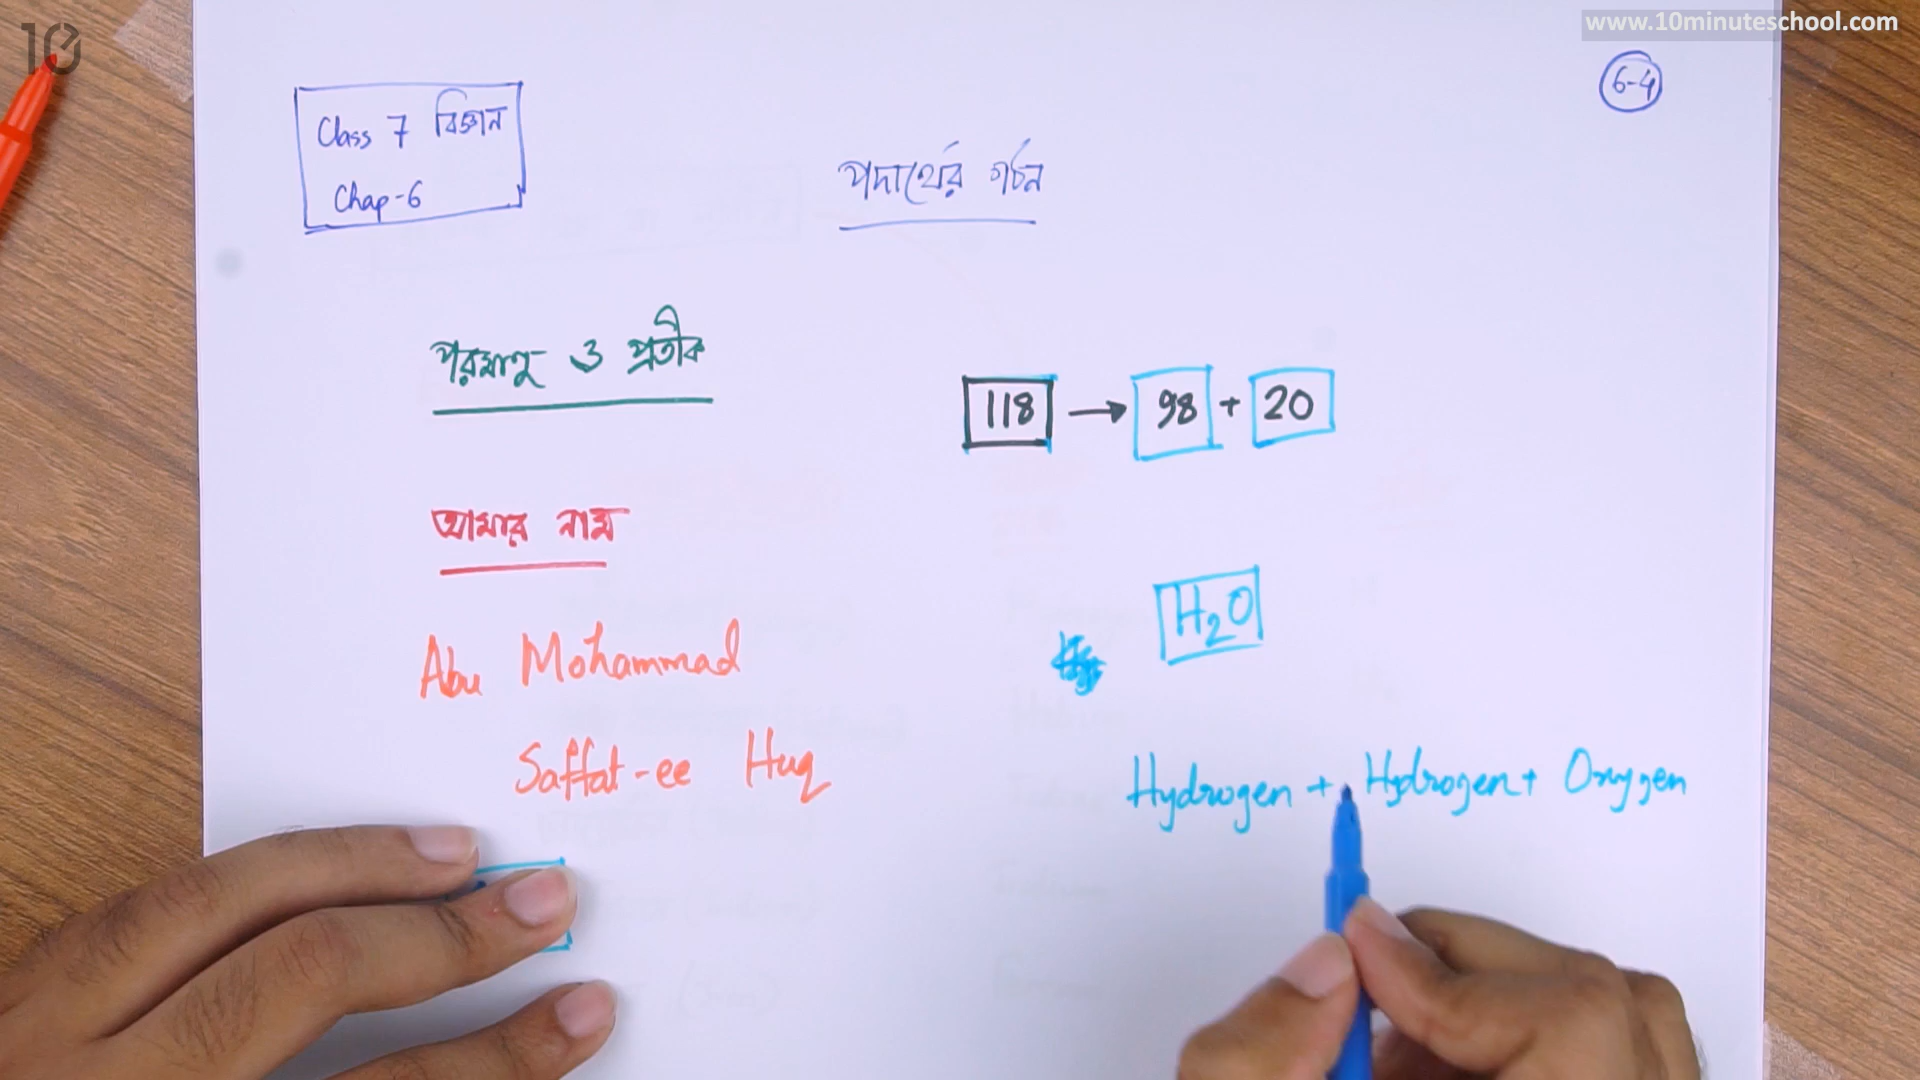 10
www.10minuteschool.com
6-4
Class 7 বিজ্ঞান
Chap-6
পদার্থের গঠন
পরমাণু ও প্রতীক
118 → 98 + 20
আমার নাম
H₂O
Abu Mohammad
Saffat-ee Huq
Hydrogen + Hydrogen + Oxygen